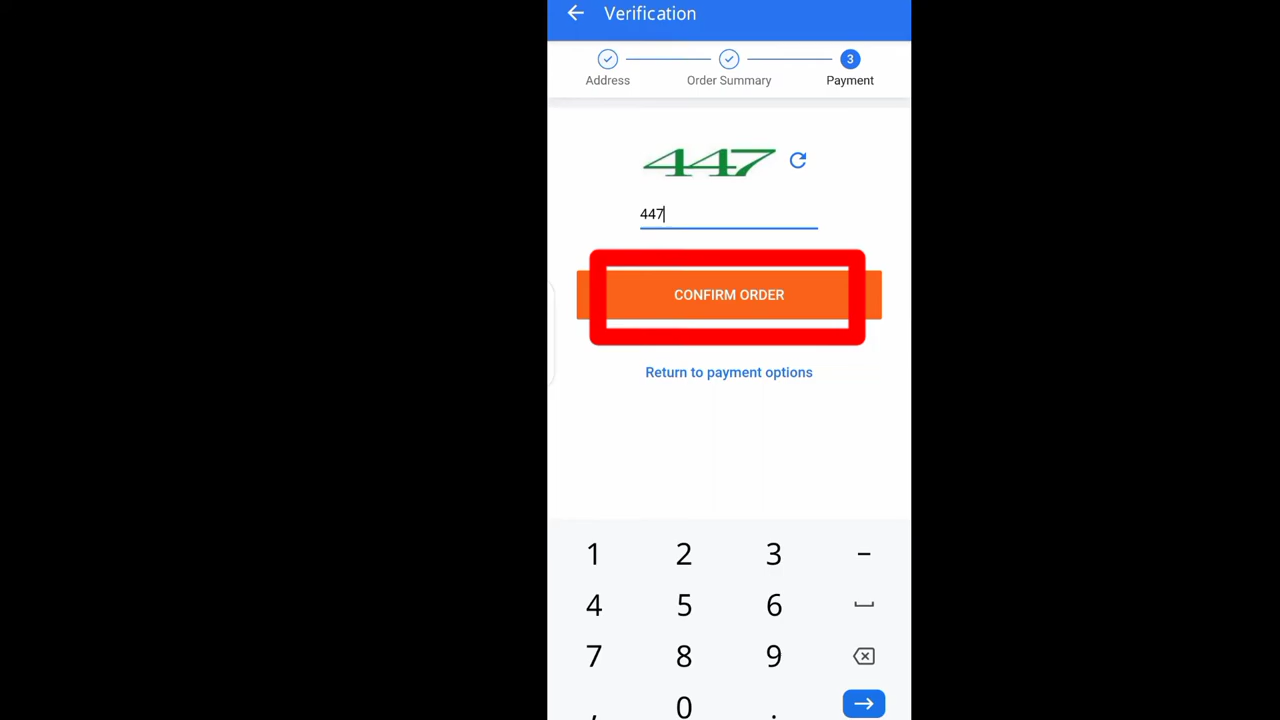 Verification
3
Address Order Summary Payment
447
447
CONFIRM ORDER
Return to payment options
1 2 3 -
4 5 6
7 8 9
, 0 .